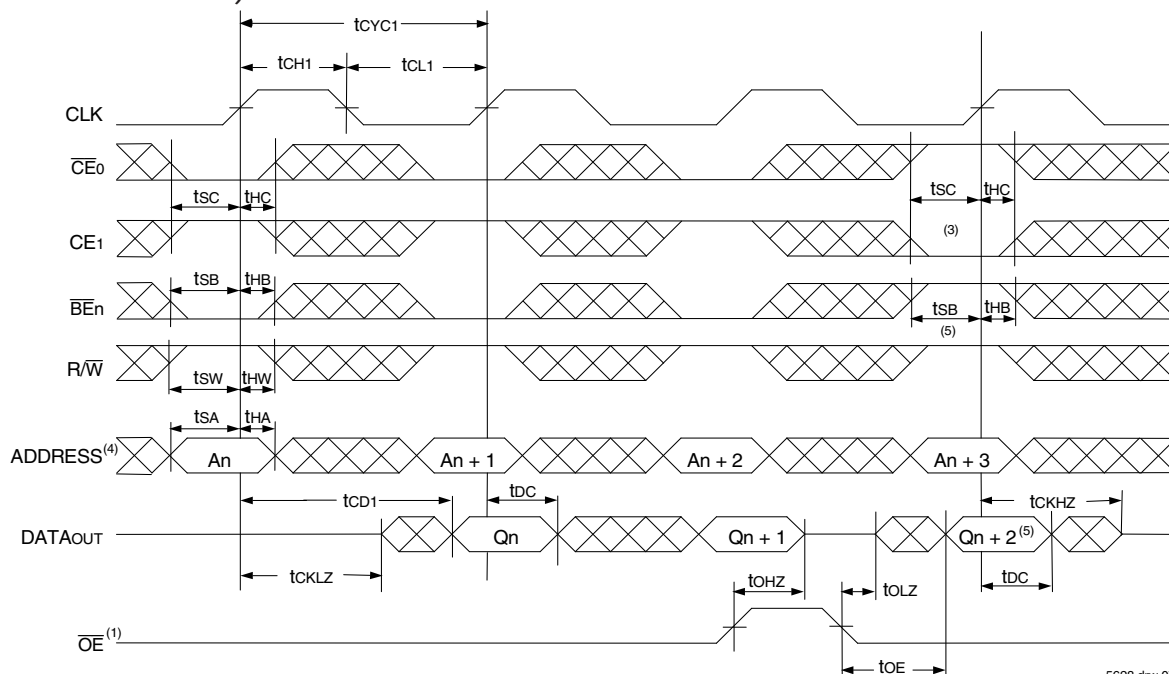 tCYC1
tCH1 tCL1
CLK
CE0
tSC tHC tSC tHC
CE1 (3)
tSB tHB
BEn tSB tHB
(5)
R/W
tSW tHW
tSA tHA
ADDRESS(4) An An + 1 An + 2 An + 3
tCD1 tDC tCKHZ
DATAOUT Qn Qn + 1 Qn + 2(5)
tCKLZ tOHZ tOLZ tDC
OE(1)
tOE